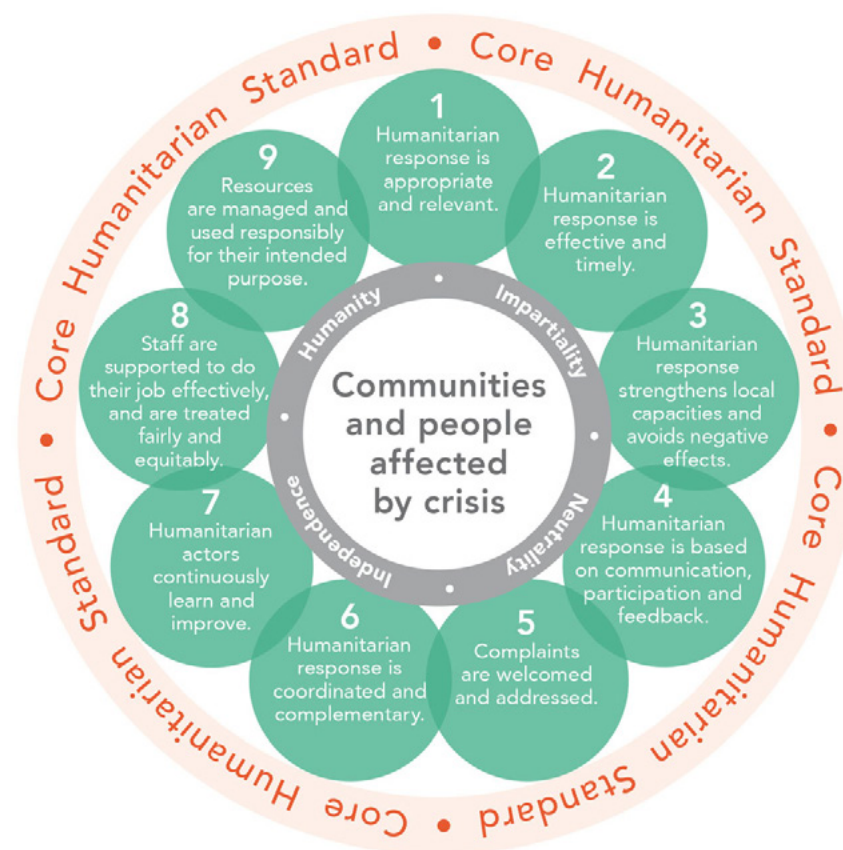 Core Humanitarian Standard • Core Humanitarian Standard • Core Humanitarian Standard • Core Humanitarian Standard •
1
Humanitarian
response is
appropriate
and relevant.
2
Humanitarian
response is
effective and
timely.
3
Humanitarian
response
strengthens local
capacities and
avoids negative
effects.
4
Humanitarian
response is based
on communication,
participation and
feedback.
5
Complaints
are welcomed
and addressed.
6
Humanitarian
response is
coordinated and
complementary.
7
Humanitarian
actors
continuously
learn and
improve.
8
Staff are
supported to do
their job effectively,
and are treated
fairly and
equitably.
9
Resources
are managed and
used responsibly
for their intended
purpose.
Humanity • Impartiality • Neutrality • Independence •
Communities
and people
affected
by crisis